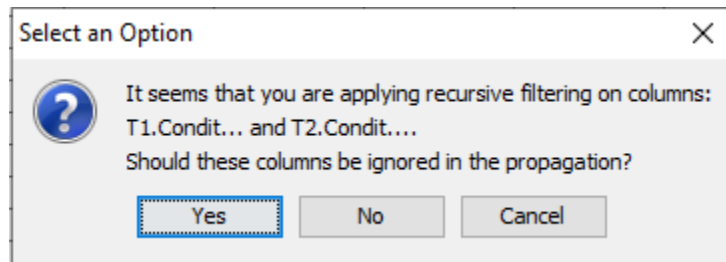 Select an Option
It seems that you are applying recursive filtering on columns:
T1.Condit... and T2.Condit....
Should these columns be ignored in the propagation?
Yes
No
Cancel